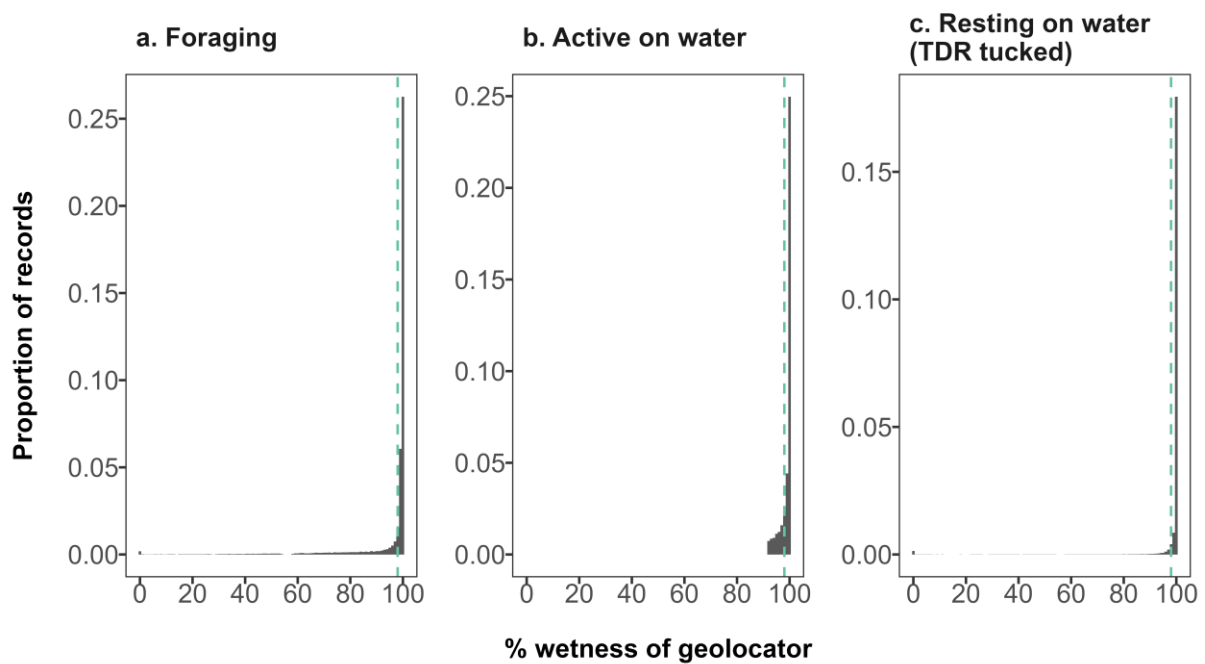 a. Foraging
b. Active on water
c. Resting on water
(TDR tucked)
Proportion of records
0.25
0.20
0.15
0.10
0.05
0.00
0 20 40 60 80 100
0.25
0.20
0.15
0.10
0.05
0.00
0 20 40 60 80 100
0.15
0.10
0.05
0.00
0 20 40 60 80 100
% wetness of geolocator